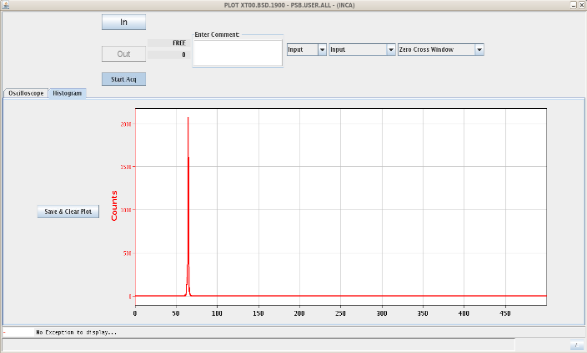 PLOT XT00.BSD.1900 - PSB.USER.ALL - (INCA)
In
Enter Comment:
FREE
Out
0
Input
Input
Zero Cross Window
Start Acq
Oscilloscope
Histogram
2000
1500
1000
500
0
Counts
Save & Clear Plot
0
50
100
150
200
250
300
350
400
450
No Exception to display...